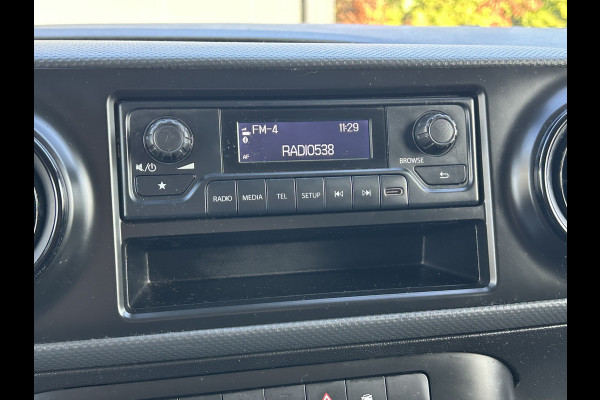 FM-4 11:29
RADIO538
AF
BROWSE
RADIO MEDIA TEL SETUP